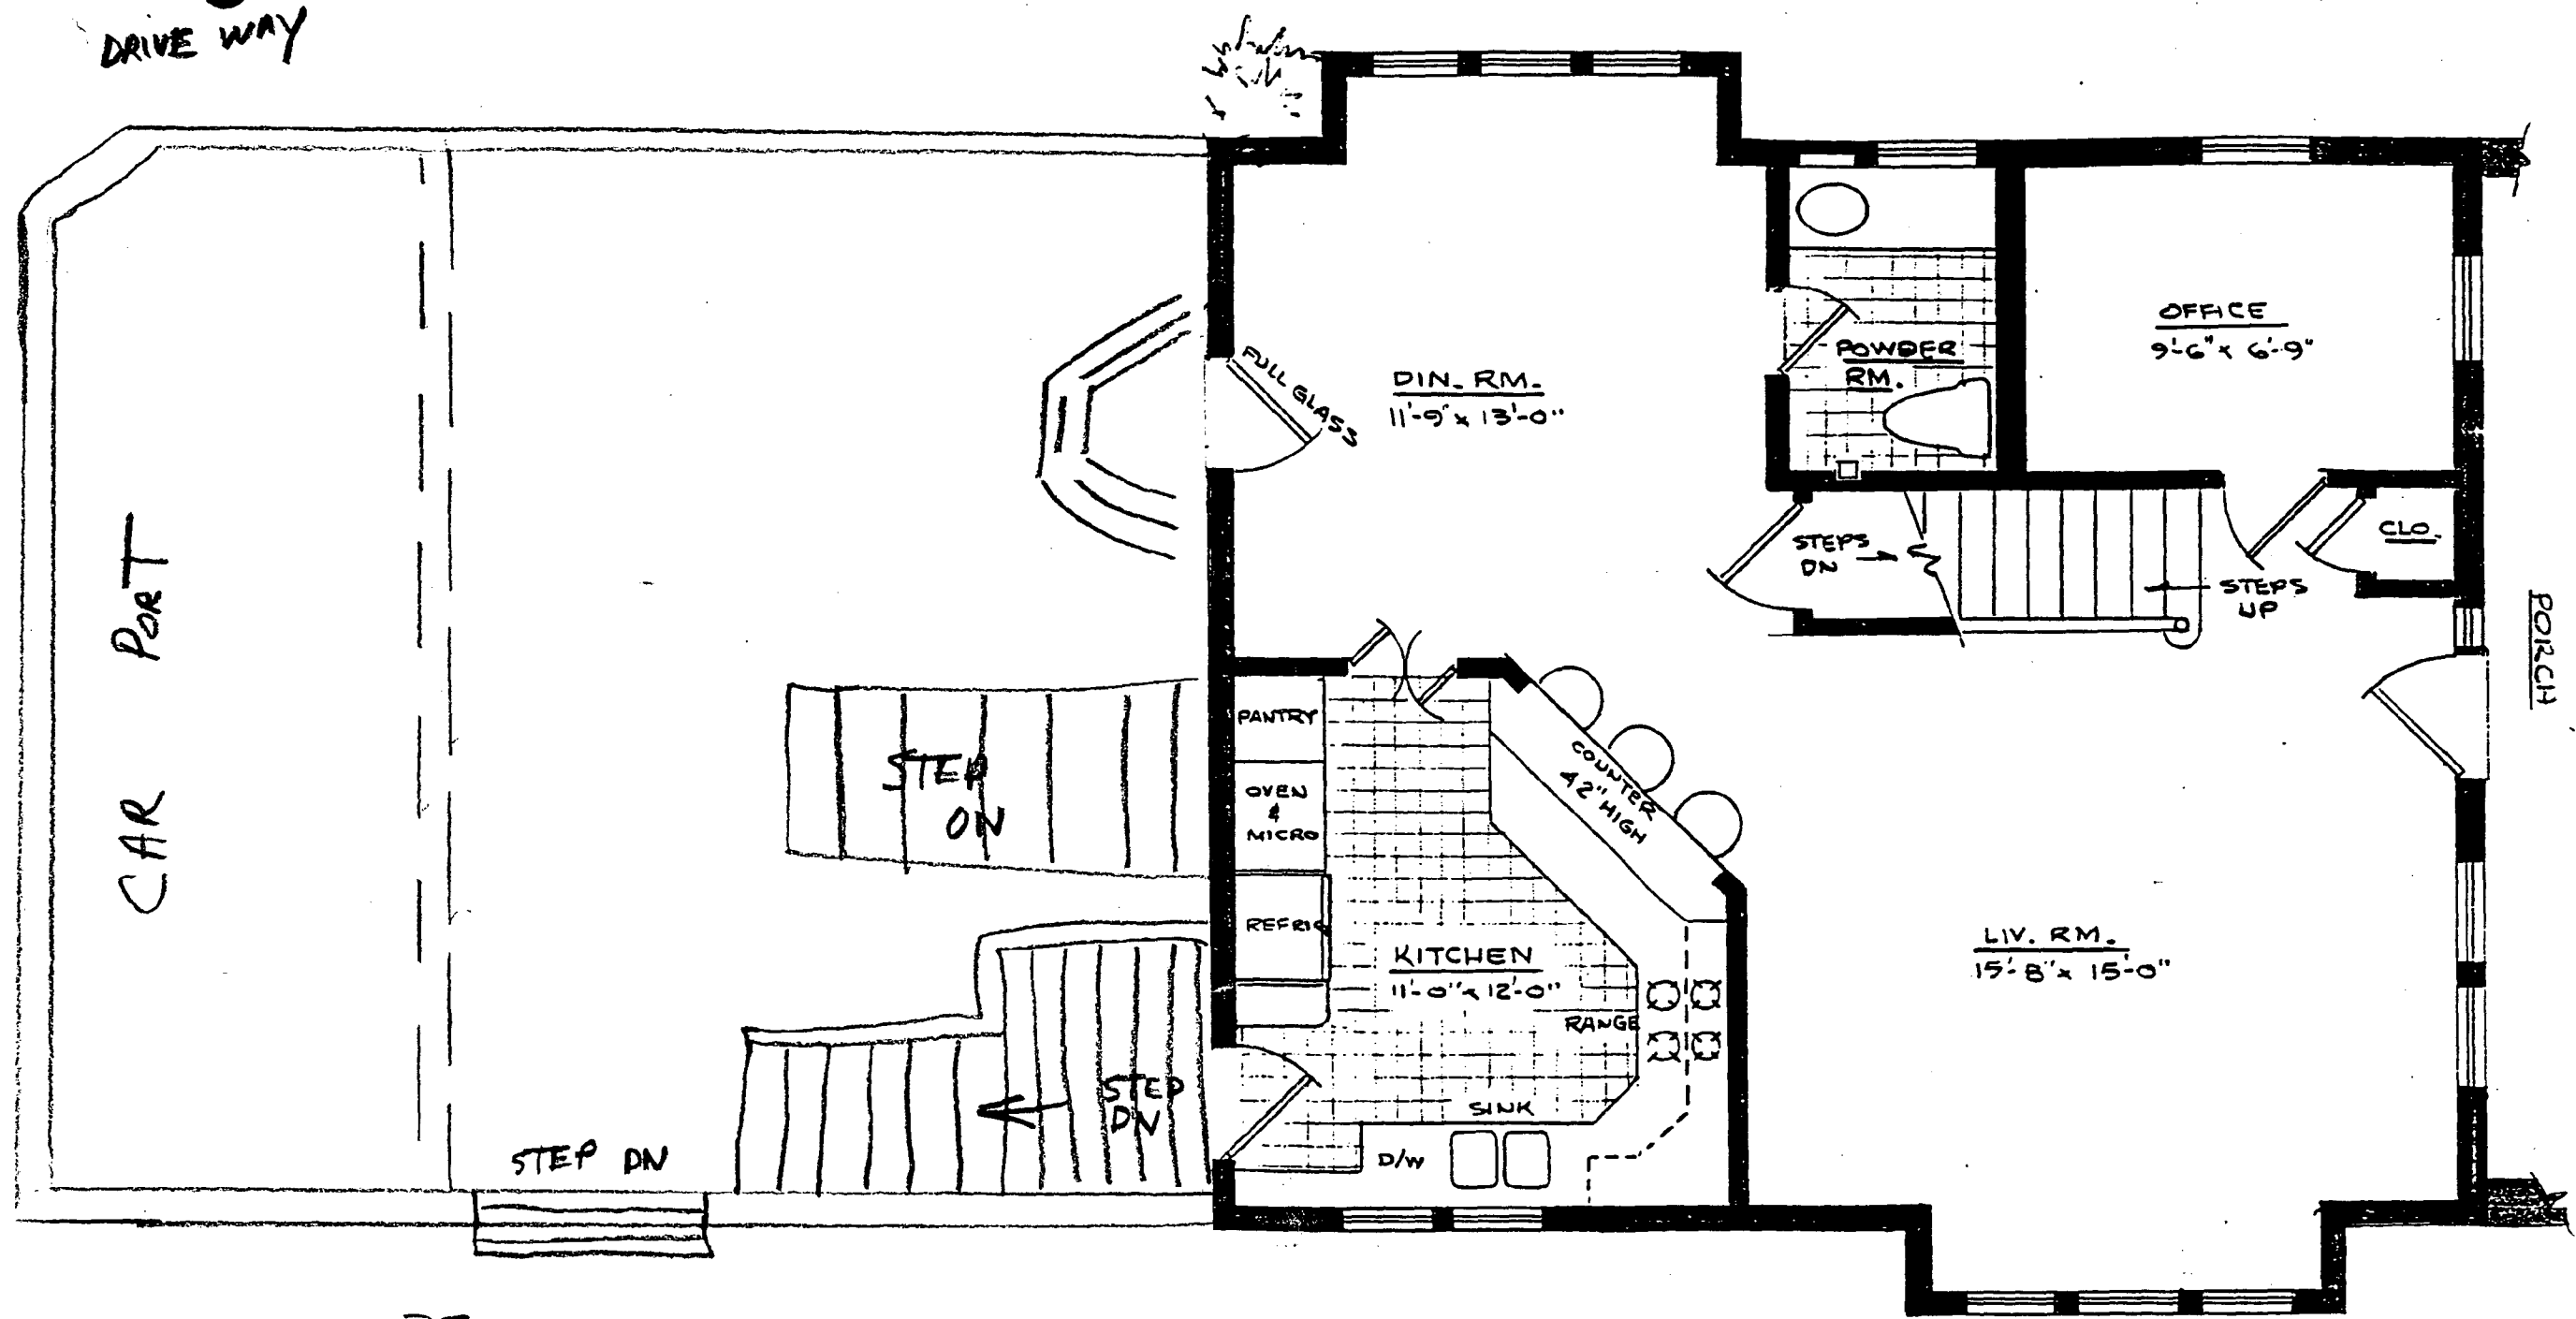 DRIVE WAY
CAR PORT
STEP
ON
STEP
DN
STEP DN
FULL GLASS
DIN. RM.
11'-9" x 13'-0"
POWDER
RM.
OFFICE
9'-6" x 6'-9"
STEPS
DN
STEPS
UP
CLO.
PORCH
PANTRY
OVEN
&
MICRO
REFRIG
COUNTER
42" HIGH
KITCHEN
11'-0" x 12'-0"
RANGE
SINK
D/W
LIV. RM.
15'-8" x 15'-0"